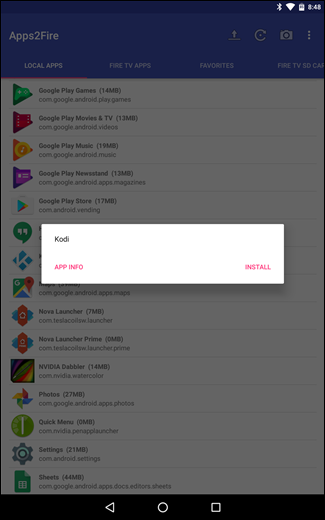 8:48
Apps2Fire
LOCAL APPS FIRE TV APPS FAVORITES FIRE TV SD CAR
Google Play Games (14MB)
com.google.android.play.games
Google Play Movies & TV (13MB)
com.google.android.videos
Google Play Music (19MB)
com.google.android.music
Google Play Newsstand (15MB)
com.google.android.apps.magazines
Google Play Store (17MB)
com.android.vending
Kodi
APP INFO INSTALL
com.google.android.apps.maps
Nova Launcher (7MB)
com.teslacoilsw.launcher
Nova Launcher Prime (0MB)
com.teslacoilsw.launcher.prime
NVIDIA Dabbler (14MB)
com.nvidia.watercolor
Photos (27MB)
com.google.android.apps.photos
Quick Menu (0MB)
com.nvidia.penapplauncher
Settings (21MB)
com.android.settings
Sheets (44MB)
com.google.android.apps.docs.editors.sheets